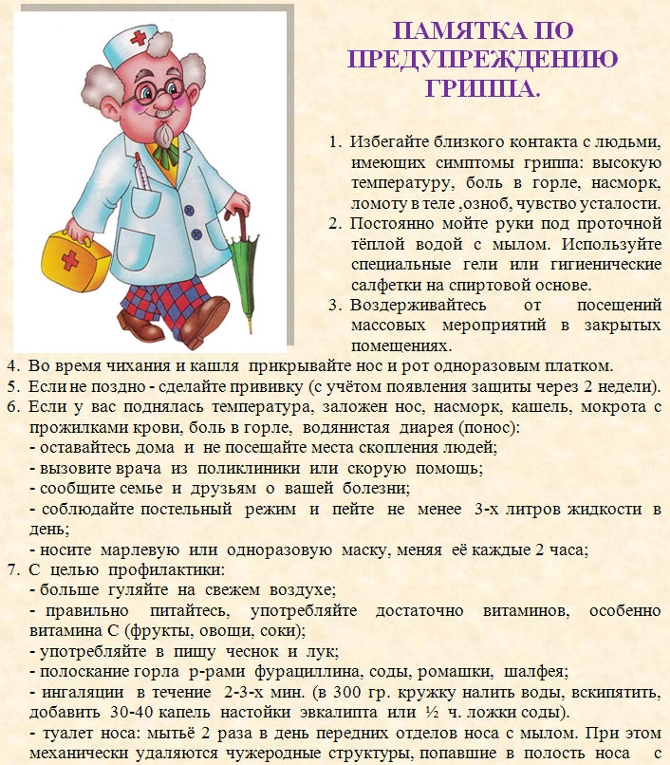 ПАМЯТКА ПО
ПРЕДУПРЕЖДЕНИЮ
ГРИППА.
1. Избегайте близкого контакта с людьми,
имеющих симптомы гриппа: высокую
температуру, боль в горле, насморк,
ломоту в теле ,озноб, чувство усталости.
2. Постоянно мойте руки под проточной
тёплой водой с мылом. Используйте
специальные гели или гигиенические
салфетки на спиртовой основе.
3. Воздерживайтесь от посещений
массовых мероприятий в закрытых
помещениях.
4. Во время чихания и кашля прикрывайте нос и рот одноразовым платком.
5. Если не поздно - сделайте прививку (с учётом появления защиты через 2 недели).
6. Если у вас поднялась температура, заложен нос, насморк, кашель, мокрота с
прожилками крови, боль в горле, водянистая диарея (понос):
- оставайтесь дома и не посещайте места скопления людей;
- вызовите врача из поликлиники или скорую помощь;
- сообщите семье и друзьям о вашей болезни;
- соблюдайте постельный режим и пейте не менее 3-х литров жидкости в
день;
- носите марлевую или одноразовую маску, меняя её каждые 2 часа;
7. С целью профилактики:
- больше гуляйте на свежем воздухе;
- правильно питайтесь, употребляйте достаточно витаминов, особенно
витамина С (фрукты, овощи, соки);
- употребляйте в пищу чеснок и лук;
- полоскание горла р-рами фурациллина, соды, ромашки, шалфея;
- ингаляции в течение 2-3-х мин. (в 300 гр. кружку налить воды, вскипятить,
добавить 30-40 капель настойки эвкалипта или ½ ч. ложки соды).
- туалет носа: мытьё 2 раза в день передних отделов носа с мылом. При этом
механически удаляются чужеродные структуры, попавшие в полость носа с